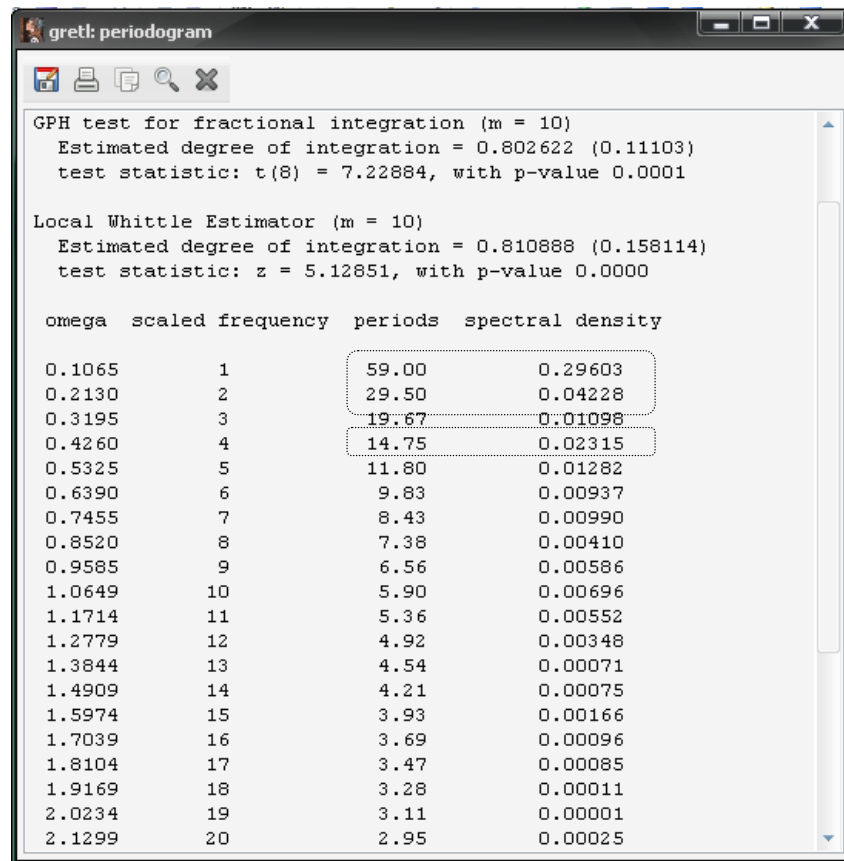 gretl: periodogram
GPH test for fractional integration (m = 10)
Estimated degree of integration = 0.802622 (0.11103)
test statistic: t(8) = 7.22884, with p-value 0.0001
Local Whittle Estimator (m = 10)
Estimated degree of integration = 0.810888 (0.158114)
test statistic: z = 5.12851, with p-value 0.0000
omega scaled frequency periods spectral density
0.1065 1 59.00 0.29603
0.2130 2 29.50 0.04228
0.3195 3 19.67 0.01098
0.4260 4 14.75 0.02315
0.5325 5 11.80 0.01282
0.6390 6 9.83 0.00937
0.7455 7 8.43 0.00990
0.8520 8 7.38 0.00410
0.9585 9 6.56 0.00586
1.0649 10 5.90 0.00696
1.1714 11 5.36 0.00552
1.2779 12 4.92 0.00348
1.3844 13 4.54 0.00071
1.4909 14 4.21 0.00075
1.5974 15 3.93 0.00166
1.7039 16 3.69 0.00096
1.8104 17 3.47 0.00085
1.9169 18 3.28 0.00011
2.0234 19 3.11 0.00001
2.1299 20 2.95 0.00025